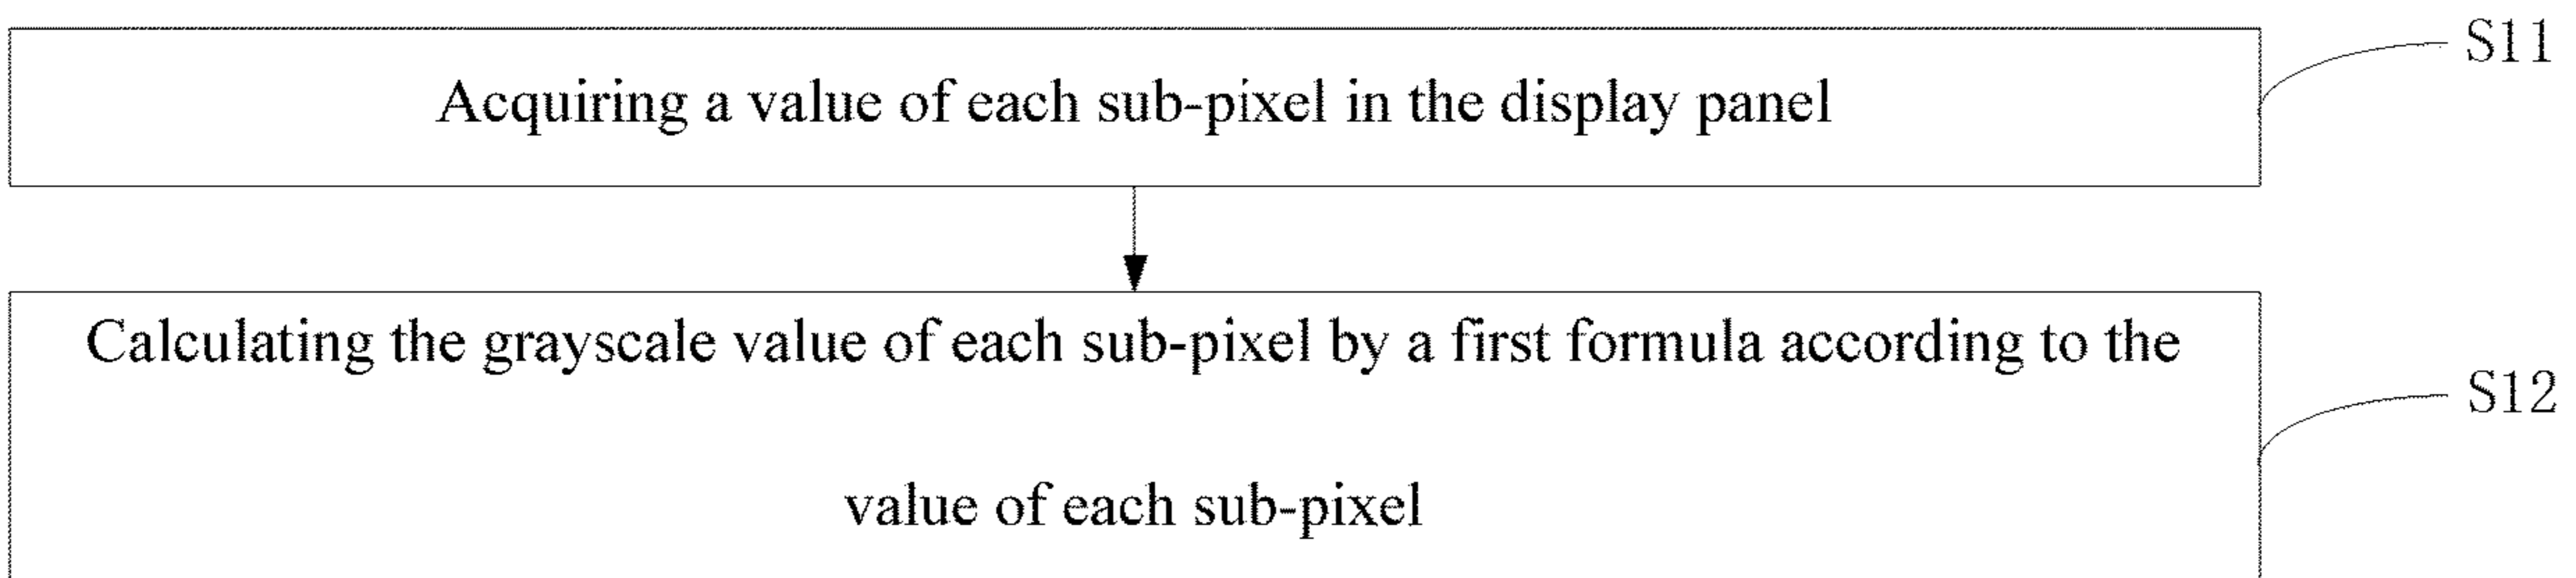 S11
Acquiring a value of each sub-pixel in the display panel
Calculating the grayscale value of each sub-pixel by a first formula according to the
S12
value of each sub-pixel